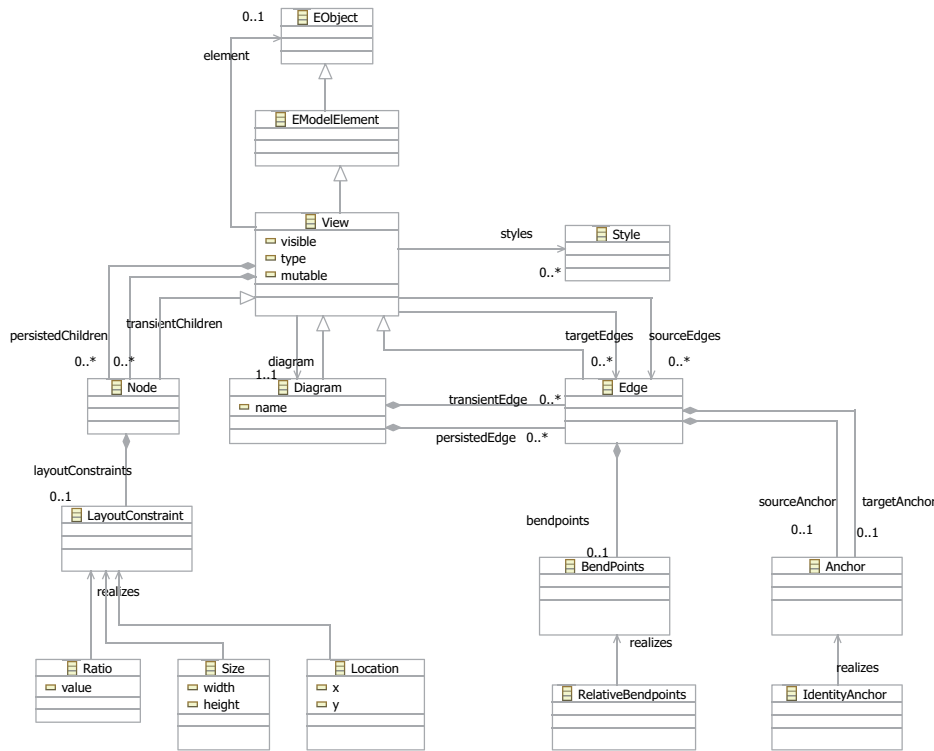 0..1
EObject
element
EModelElement
View
visible
type
mutable
styles
Style
0..*
persistedChildren
transientChildren
0..*
0..*
diagram
1..1
targetEdges
sourceEdges
0..*
0..*
Node
Diagram
name
transientEdge
0..*
persistedEdge
0..*
Edge
layoutConstraints
0..1
LayoutConstraint
realizes
bendpoints
0..1
BendPoints
sourceAnchor
targetAnchor
0..1
0..1
Anchor
realizes
realizes
Ratio
value
Size
width
height
Location
x
y
RelativeBendpoints
IdentityAnchor